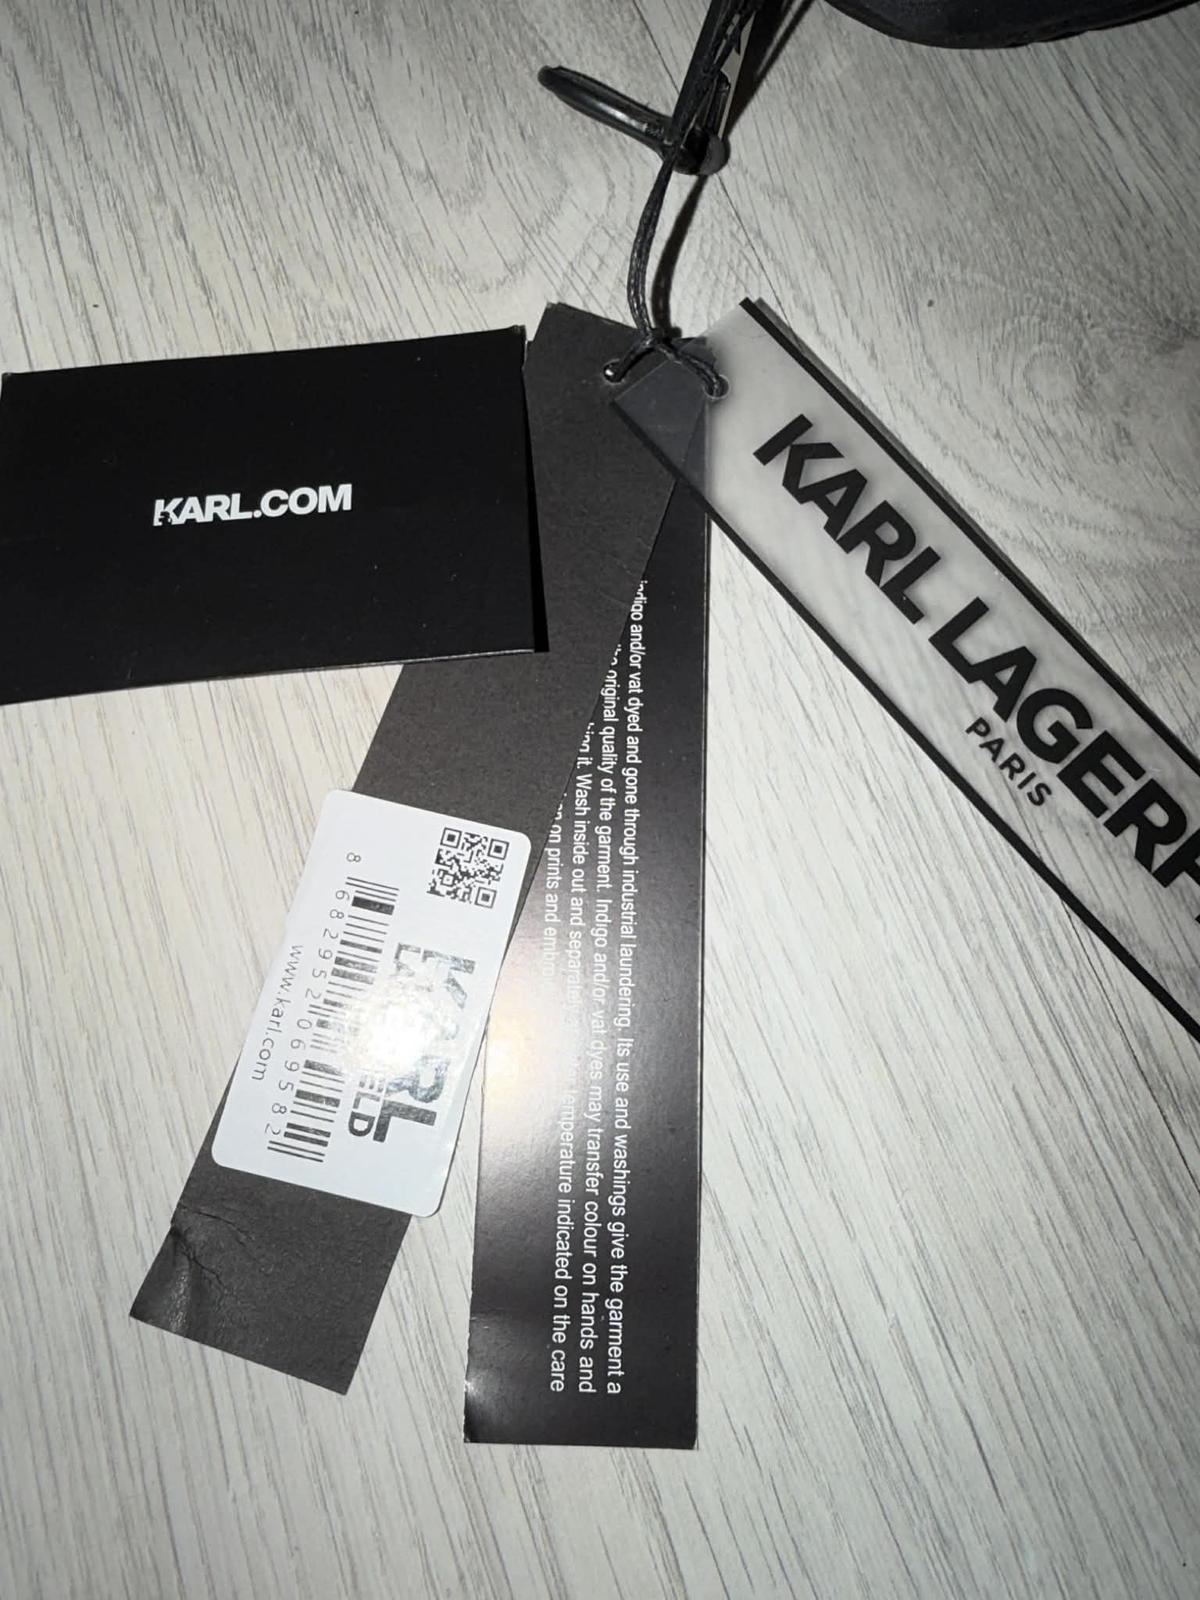 KARL.COM
KARL LAGERF
PARIS
indigo and/or vat dyed and gone through industrial laundering. Its use and washings give the garment a
original quality of the garment. Indigo and/or vat dyes may transfer colour on hands and
it. Wash inside out and separately temperature indicated on the care
on prints and embro
KARL
ELD
8 682952 069582
www.karl.com